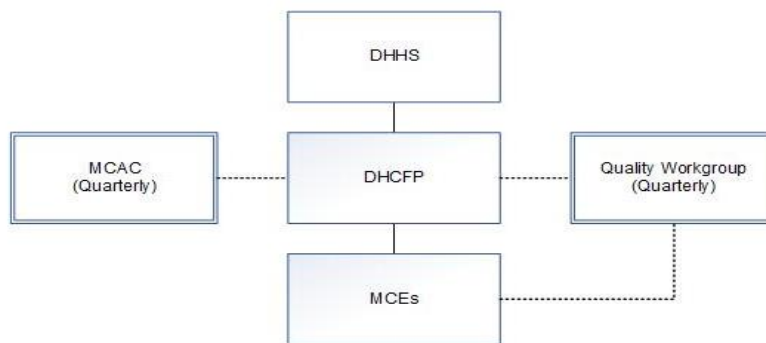 DHHS
MCAC
(Quarterly)
DHCFP
Quality Workgroup
(Quarterly)
MCEs